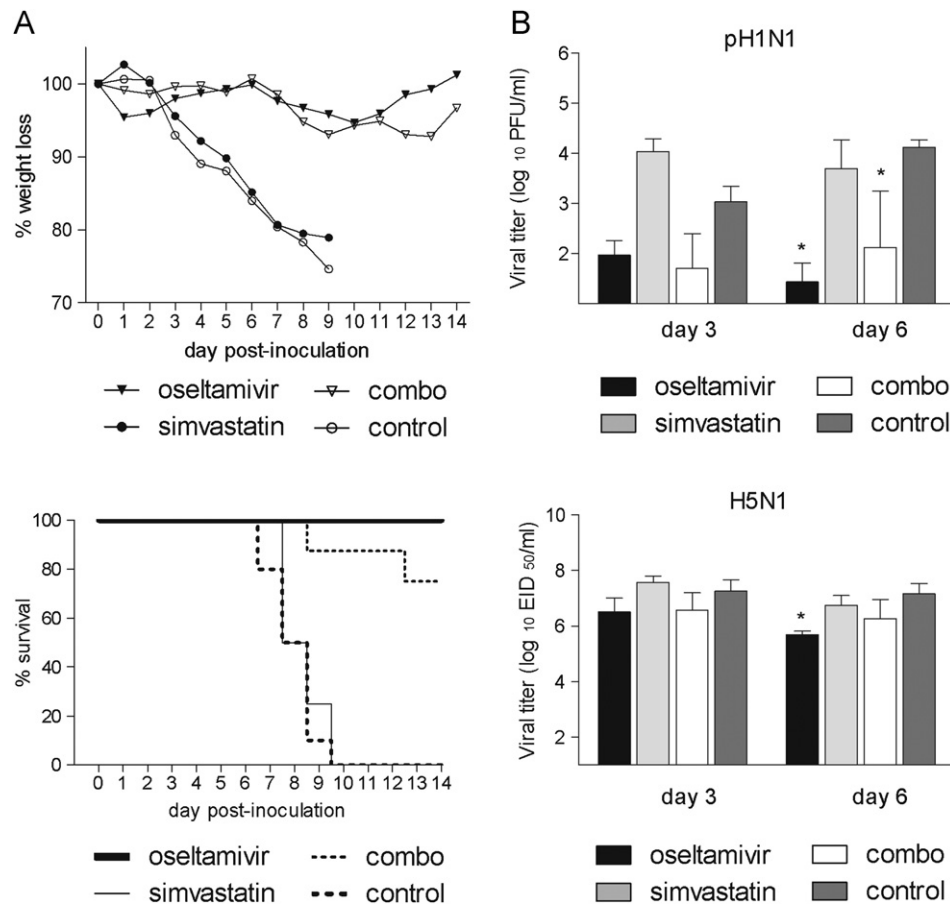 A
100
90
80
70
% weight loss
0 1 2 3 4 5 6 7 8 9 10 11 12 13 14
day post-inoculation
oseltamivir combo
simvastatin control
100
80
60
40
20
0
% survival
0 1 2 3 4 5 6 7 8 9 10 11 12 13 14
day post-inoculation
oseltamivir combo
simvastatin control
B
pH1N1
6
5
4
3
2
Viral titer (log 10 PFU/ml)
*
*
day 3 day 6
oseltamivir combo
simvastatin control
H5N1
10
8
6
4
2
Viral titer (log 10 EID 50/ml)
*
day 3 day 6
oseltamivir combo
simvastatin control